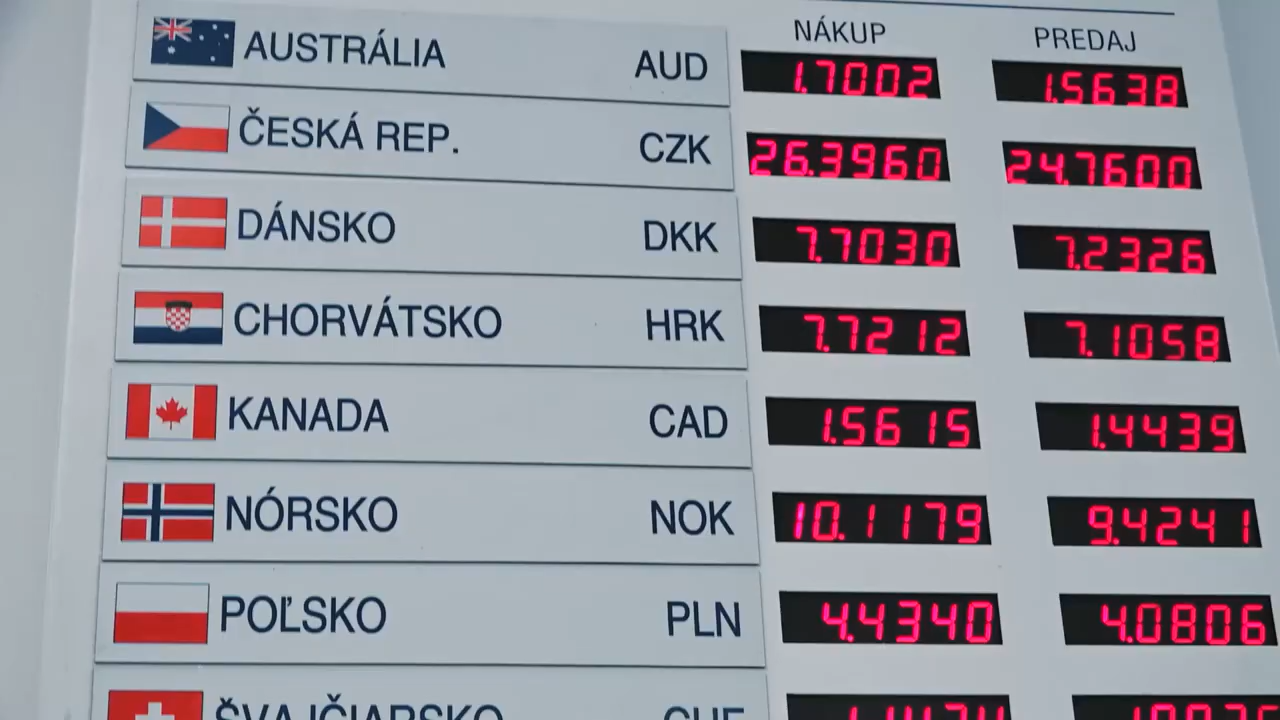 NÁKUP PREDAJ
AUSTRÁLIA AUD 1.7002 1.5638
ČESKÁ REP. CZK 26.3960 24.7600
DÁNSKO DKK 7.7030 7.2326
CHORVÁTSKO HRK 7.7212 7.1058
KANADA CAD 1.5615 1.4439
NÓRSKO NOK 10.1179 9.4241
POĽSKO PLN 4.4340 4.0806
ŠVAJČIARSKO CHF